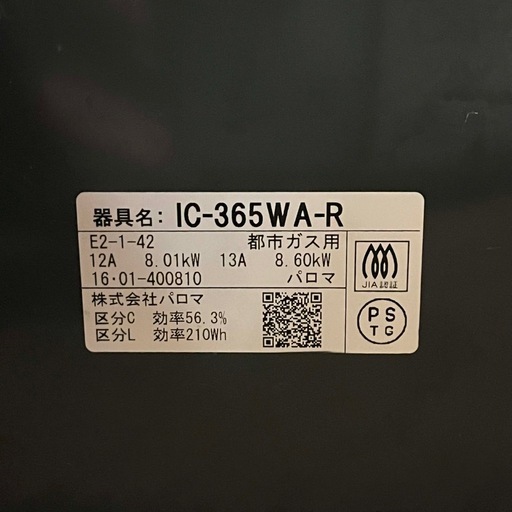 器具名: IC-365WA-R
E2-1-42 都市ガス用
12A 8.01kW 13A 8.60kW
16・01-400810 パロマ
株式会社パロマ
区分C 効率56.3%
区分L 効率210Wh
JIA認証
PS
TG